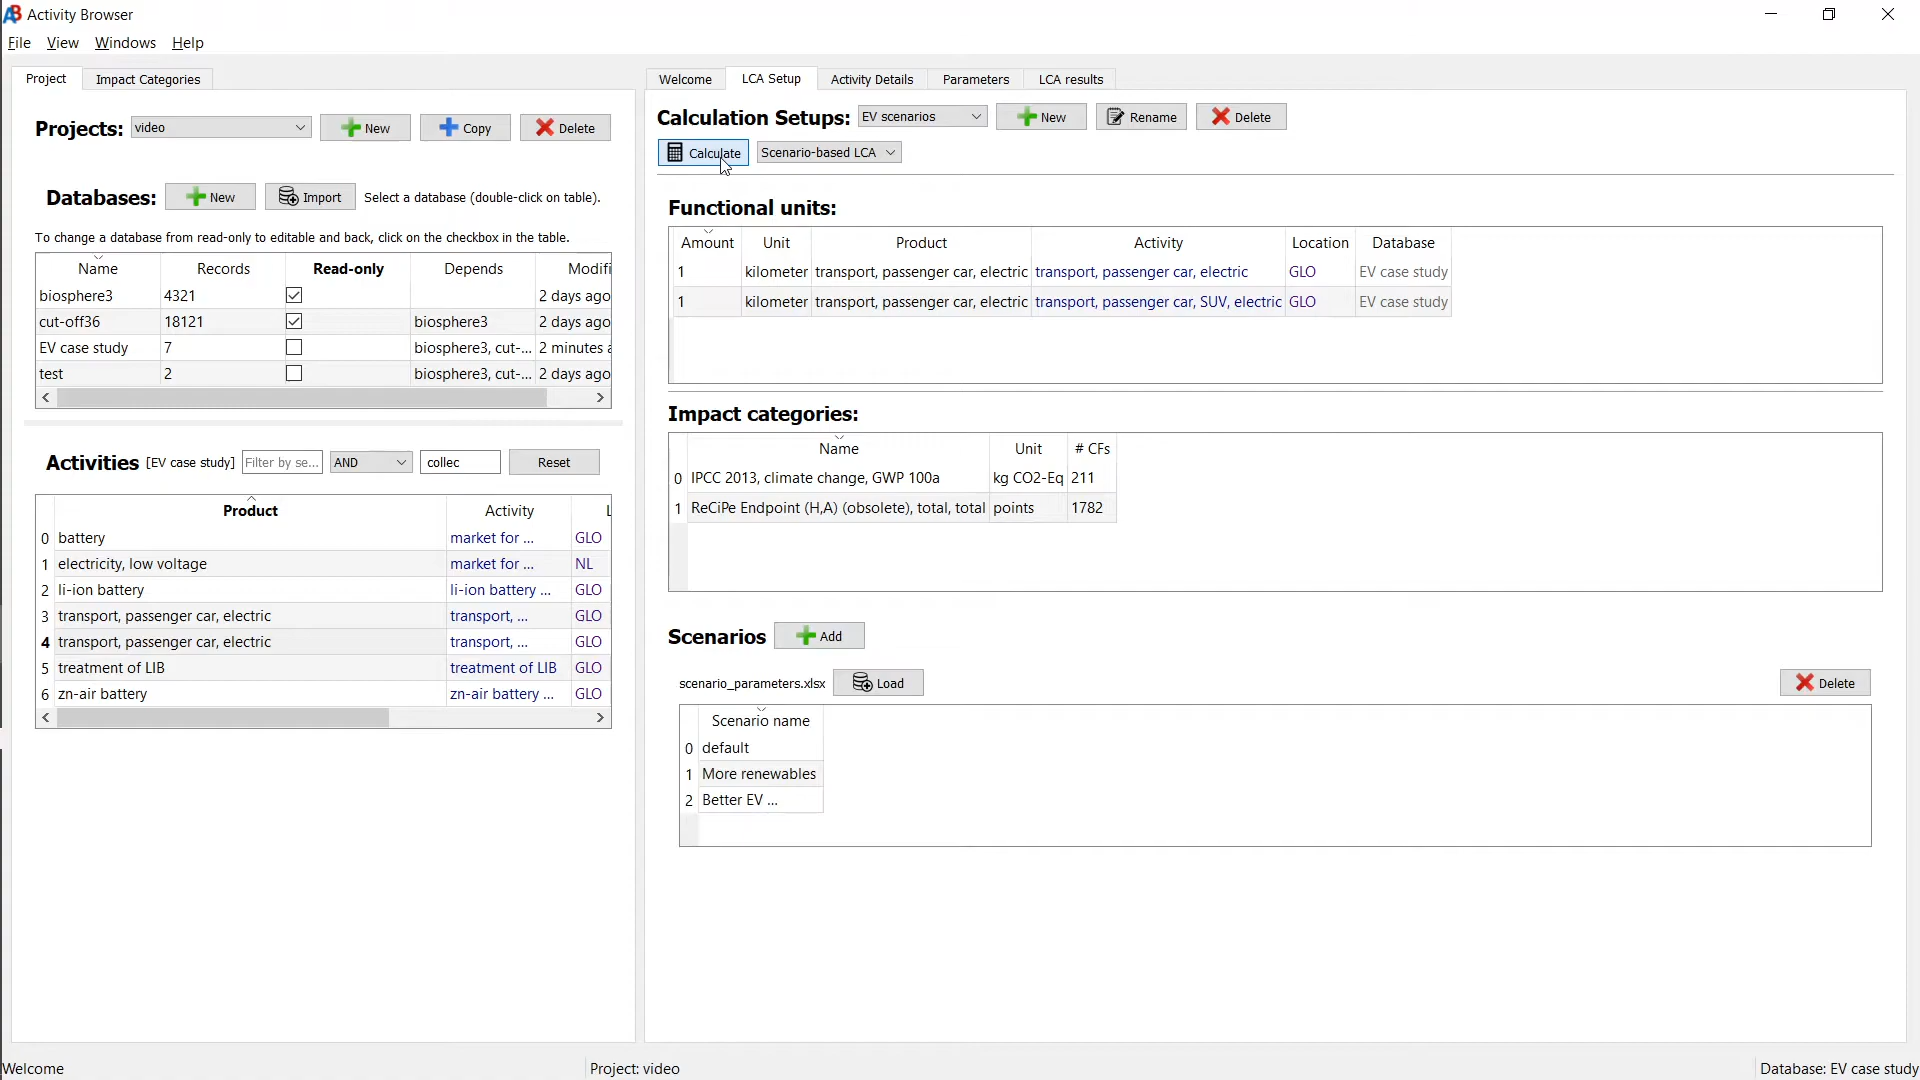 Activity Browser
File View Windows Help
Project Impact Categories
Projects: video New Copy Delete
Databases: New Import Select a database (double-click on table).
To change a database from read-only to editable and back, click on the checkbox in the table.
Name Records Read-only Depends Modifi
biosphere3 4321 2 days ago
cut-off36 18121 biosphere3 2 days ago
EV case study 7 biosphere3, cut-... 2 minutes a
test 2 biosphere3, cut-... 2 days ago
Activities [EV case study] Filter by se... AND collec Reset
Product Activity L
0 battery market for ... GLO
1 electricity, low voltage market for ... NL
2 li-ion battery li-ion battery ... GLO
3 transport, passenger car, electric transport, ... GLO
4 transport, passenger car, electric transport, ... GLO
5 treatment of LIB treatment of LIB GLO
6 zn-air battery zn-air battery ... GLO
Welcome LCA Setup Activity Details Parameters LCA results
Calculation Setups: EV scenarios New Rename Delete
Calculate Scenario-based LCA
Functional units:
Amount Unit Product Activity Location Database
1 kilometer transport, passenger car, electric transport, passenger car, electric GLO EV case study
1 kilometer transport, passenger car, electric transport, passenger car, SUV, electric GLO EV case study
Impact categories:
Name Unit # CFs
0 IPCC 2013, climate change, GWP 100a kg CO2-Eq 211
1 ReCiPe Endpoint (H,A) (obsolete), total, total points 1782
Scenarios Add
scenario_parameters.xlsx Load Delete
Scenario name
0 default
1 More renewables
2 Better EV ...
Welcome Project: video Database: EV case study